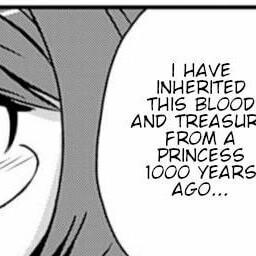 I HAVE
INHERITED
THIS BLOOD
AND TREASUR
FROM A
PRINCESS
1000 YEARS
AGO...